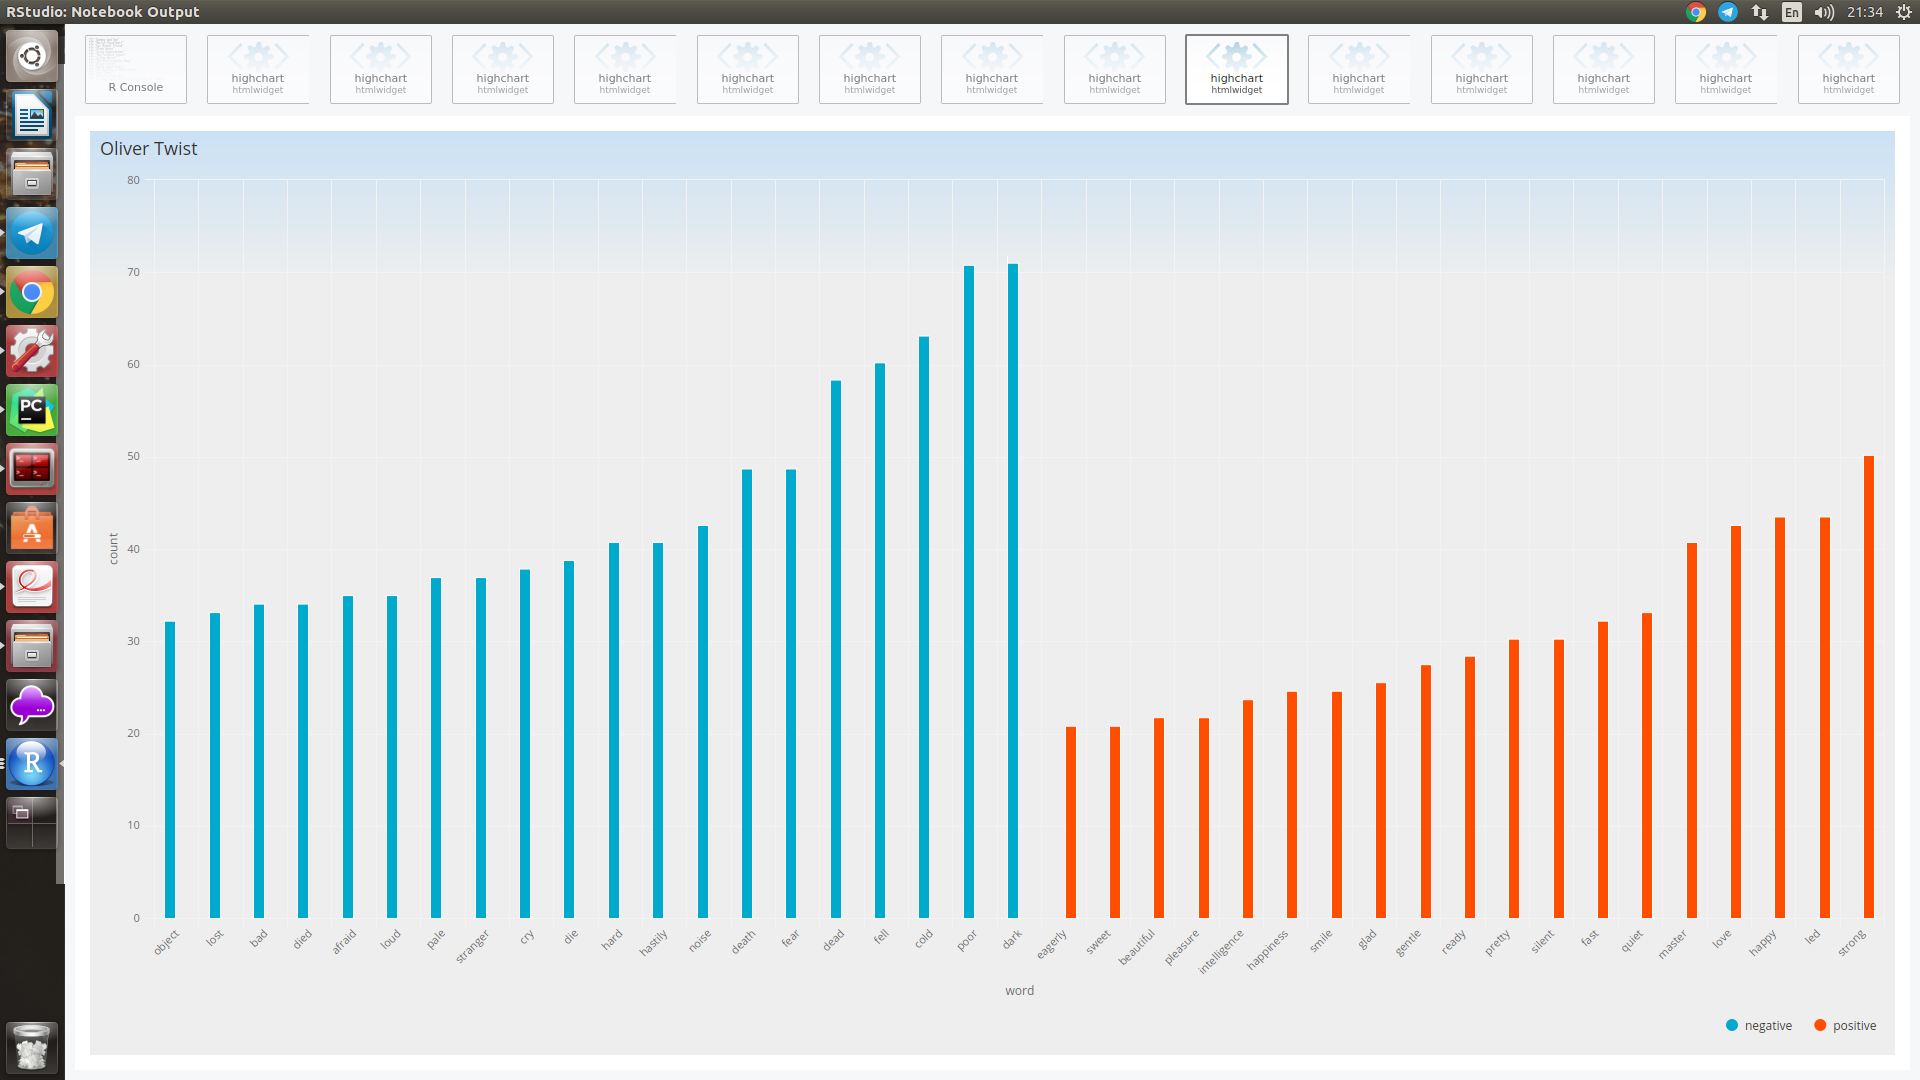 RStudio: Notebook Output
En
21:34
R Console
highchart
htmlwidget
highchart
htmlwidget
highchart
htmlwidget
highchart
htmlwidget
highchart
htmlwidget
highchart
htmlwidget
highchart
htmlwidget
highchart
htmlwidget
highchart
htmlwidget
highchart
htmlwidget
highchart
htmlwidget
highchart
htmlwidget
highchart
htmlwidget
highchart
htmlwidget
PC
R
Oliver Twist
80
70
60
50
40
30
20
10
0
count
object
lost
bad
died
afraid
loud
pale
stranger
cry
die
hard
hastily
noise
death
fear
dead
fell
cold
poor
dark
eagerly
sweet
beautiful
pleasure
intelligence
happiness
smile
glad
gentle
ready
pretty
silent
fast
quiet
master
love
happy
led
strong
word
negative
positive